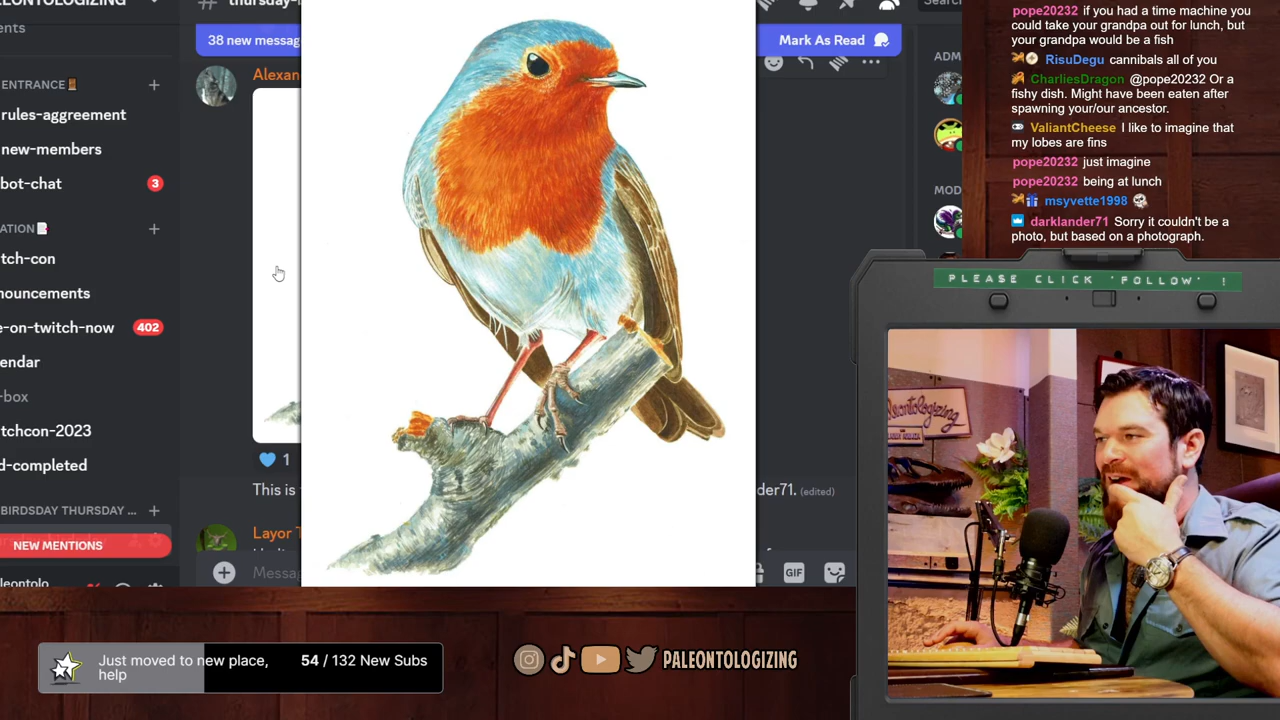 38 new messag
Mark As Read
ents
ENTRANCE
rules-aggreement
new-members
bot-chat
3
ATION
tch-con
nouncements
e-on-twitch-now
402
endar
-box
tchcon-2023
d-completed
BIRDSDAY THURSDAY ...
NEW MENTIONS
Alexan
1
This is
der71. (edited)
Layor T
Messa
GIF
ADM
MOD
pope20232 if you had a time machine you
could take your grandpa out for lunch, but
your grandpa would be a fish
RisuDegu cannibals all of you
CharliesDragon @pope20232 Or a
fishy dish. Might have been eaten after
spawning your/our ancestor.
ValiantCheese I like to imagine that
my lobes are fins
pope20232 just imagine
pope20232 being at lunch
msyvette1998
darklander71 Sorry it couldn't be a
photo, but based on a photograph.
PLEASE CLICK 'FOLLOW' !
Just moved to new place,
help
54 / 132 New Subs
PALEONTOLOGIZING